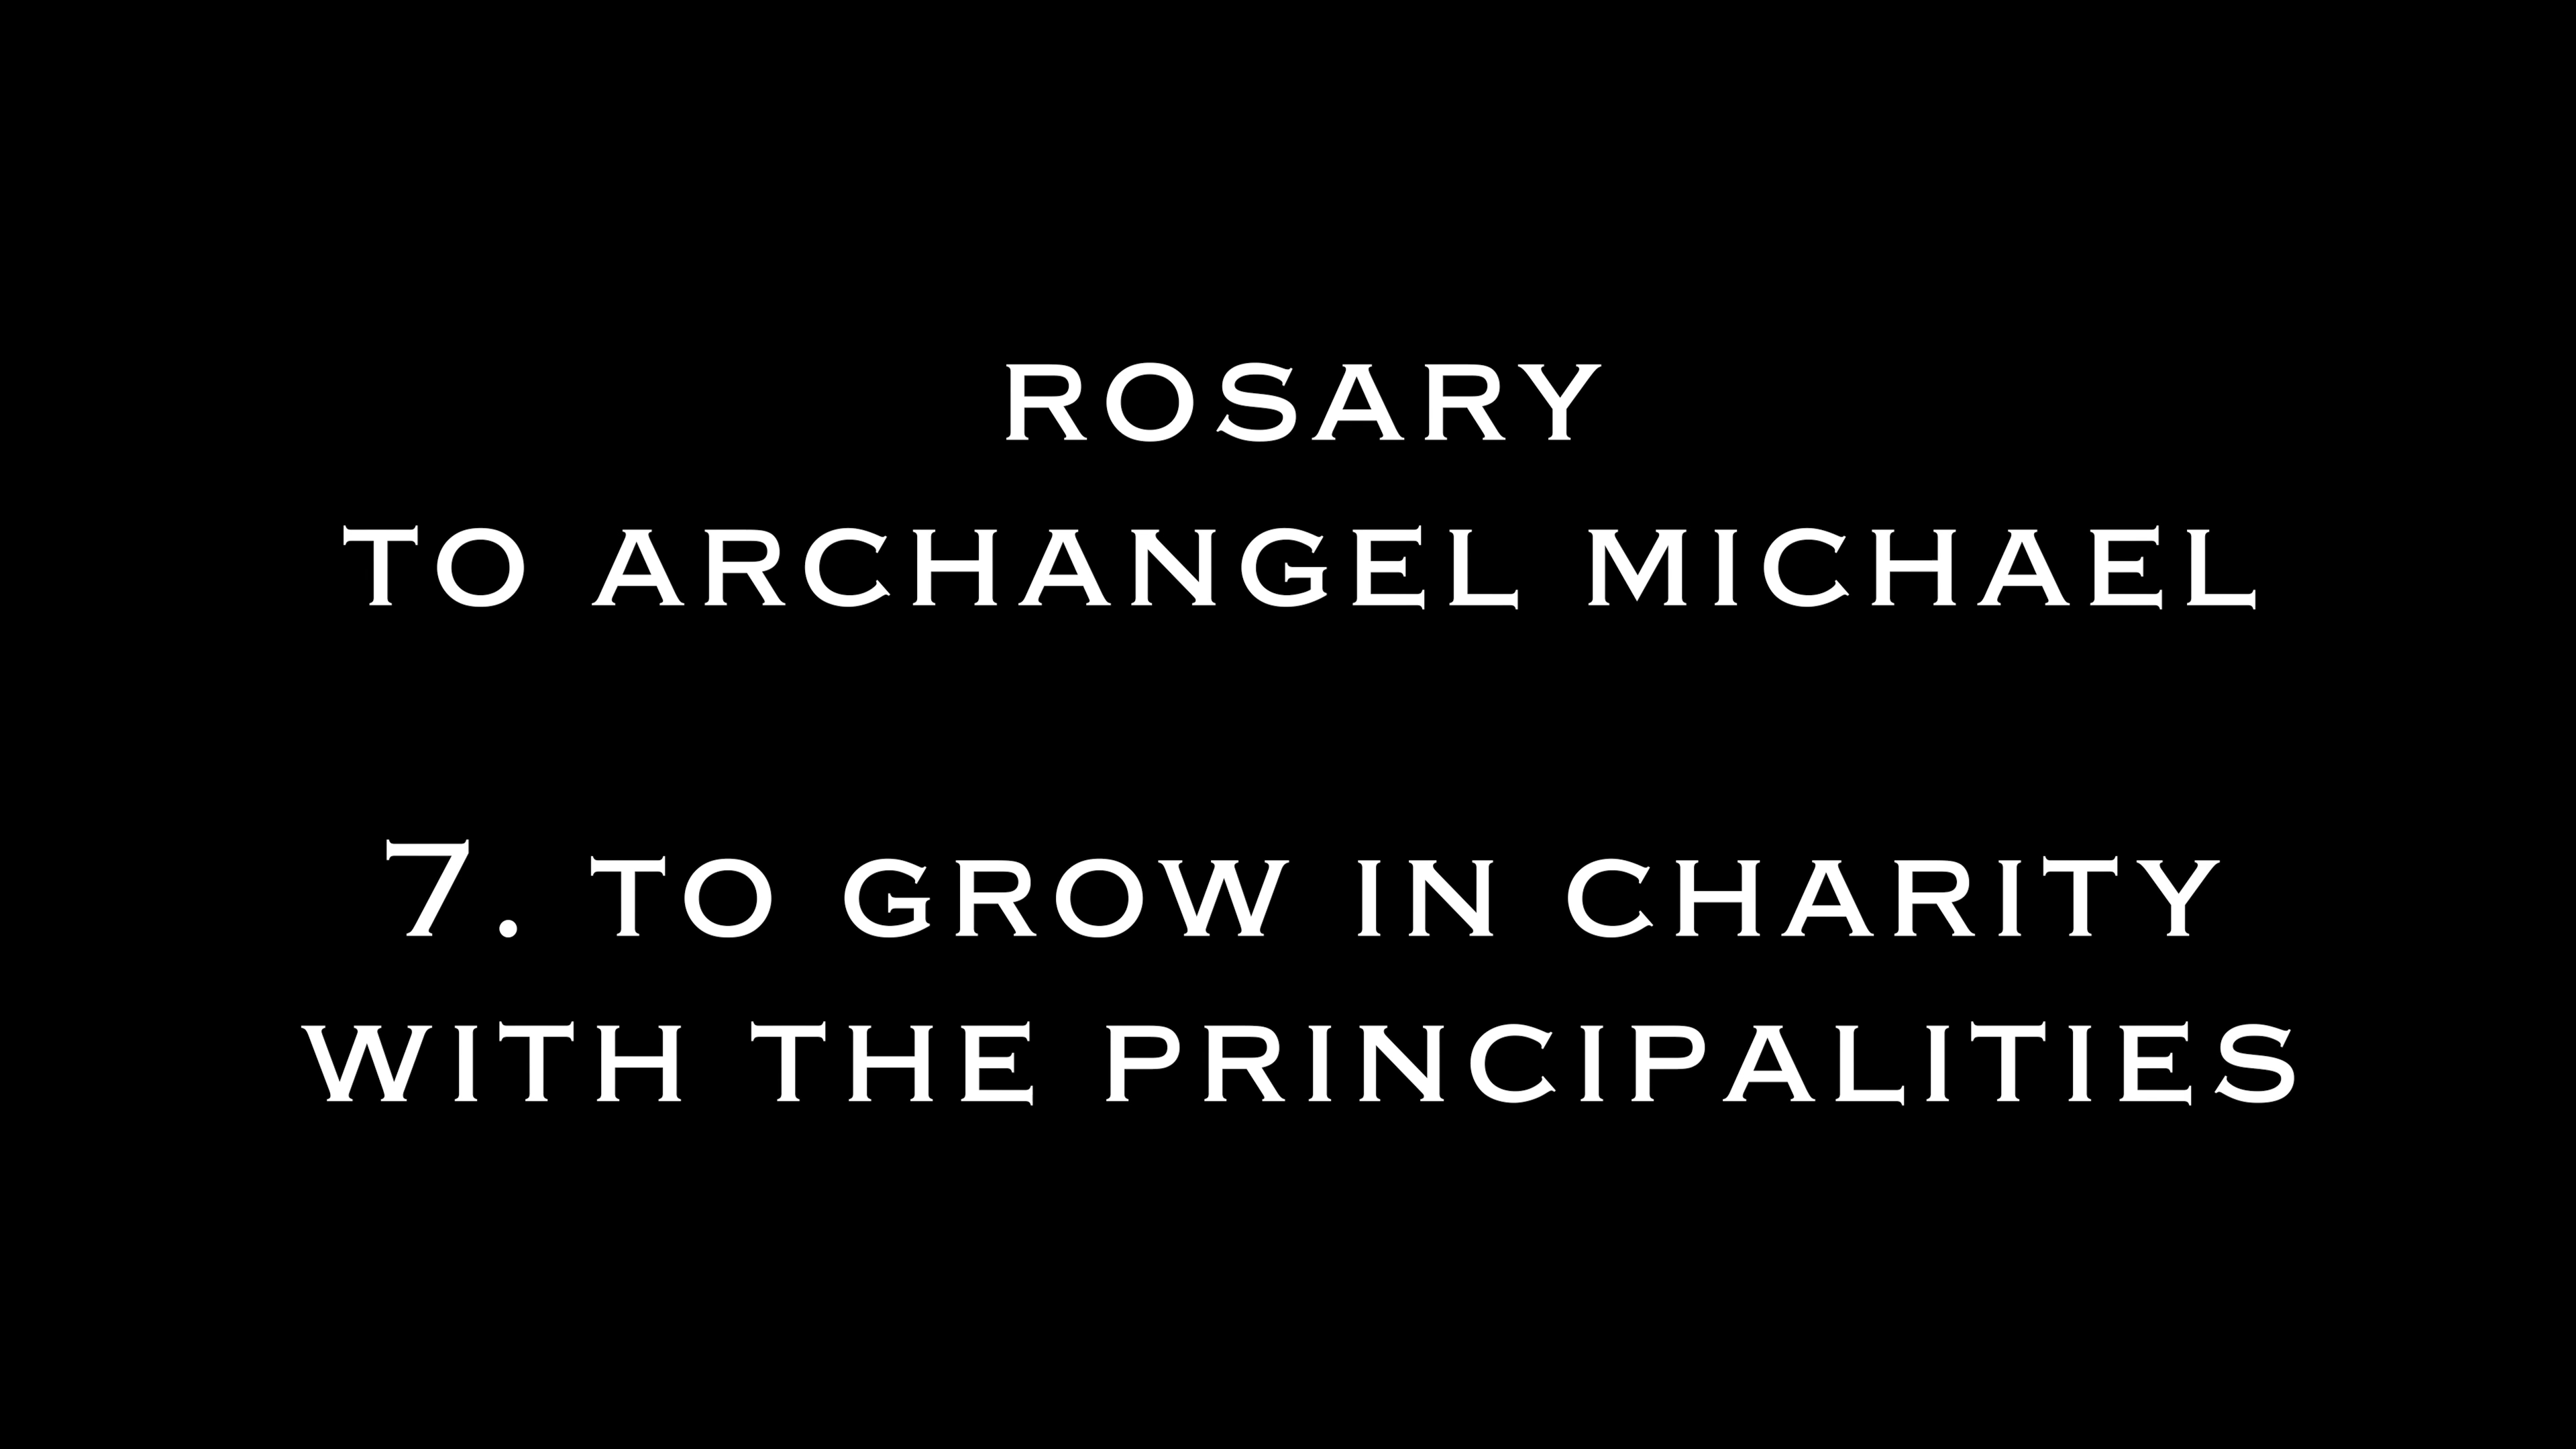 ROSARY
TO ARCHANGEL MICHAEL
7. TO GROW IN CHARITY
WITH THE PRINCIPALITIES